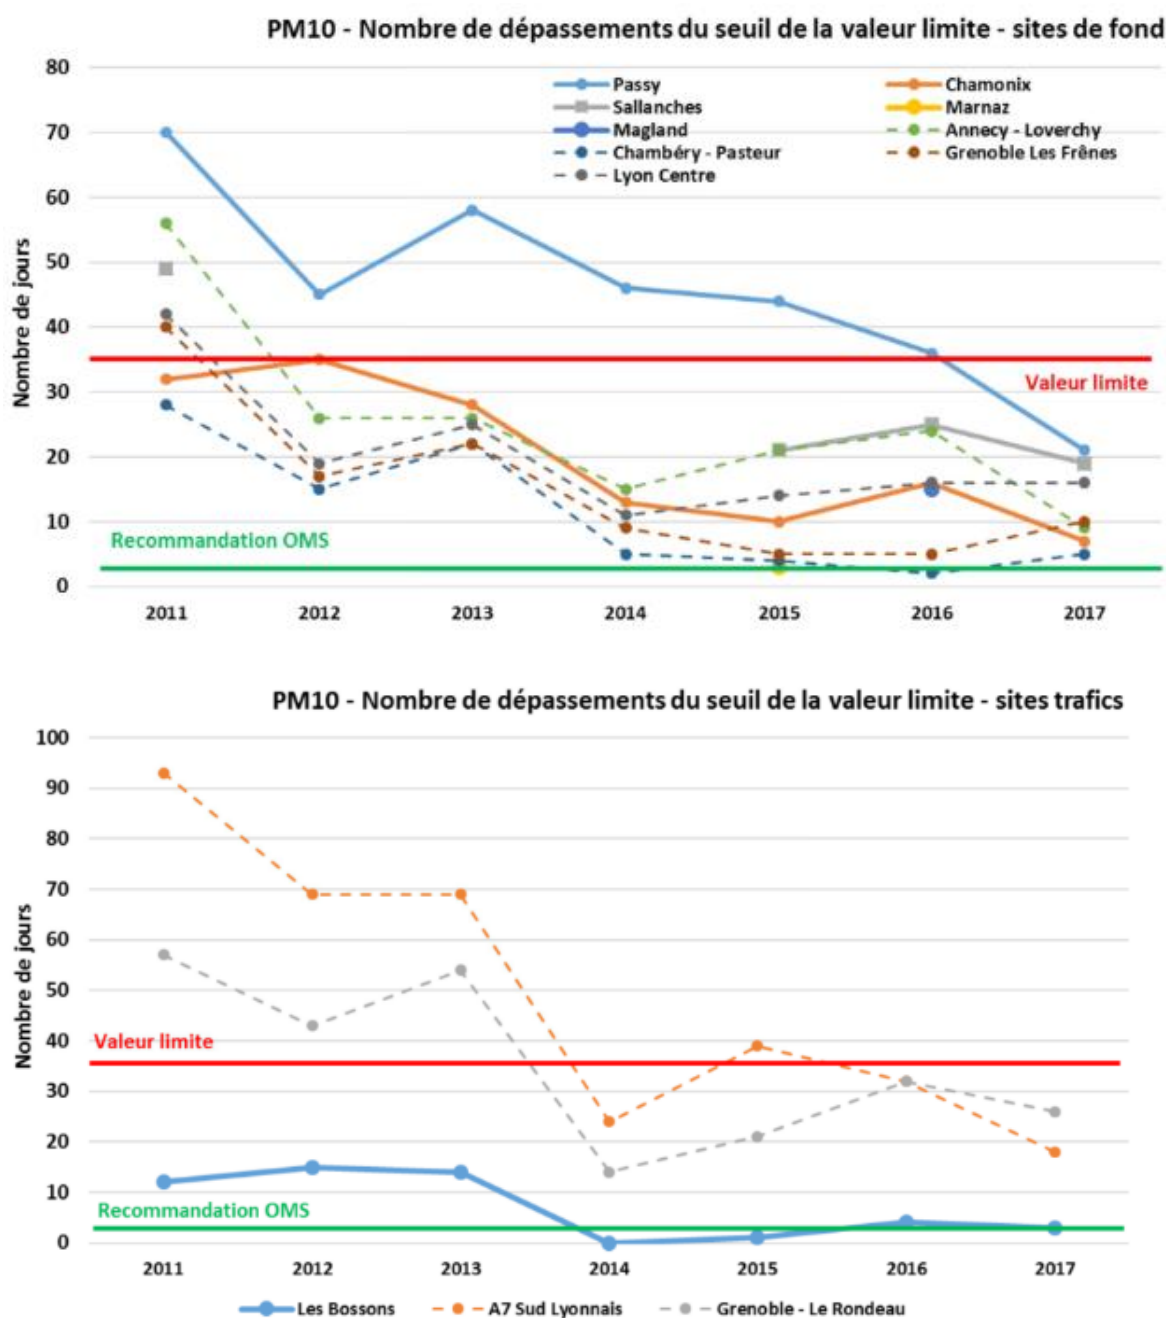 PM10 - Nombre de dépassements du seuil de la valeur limite - sites de fond
80
70
60
50
40
30
20
10
0
Nombre de jours
Passy
Chamonix
Sallanches
Marnaz
Magland
Annecy - Loverchy
Chambéry - Pasteur
Grenoble Les Frênes
Lyon Centre
Valeur limite
Recommandation OMS
2011 2012 2013 2014 2015 2016 2017
PM10 - Nombre de dépassements du seuil de la valeur limite - sites trafics
100
90
80
70
60
50
40
30
20
10
0
Nombre de jours
Valeur limite
Recommandation OMS
2011 2012 2013 2014 2015 2016 2017
Les Bossons A7 Sud Lyonnais Grenoble - Le Rondeau